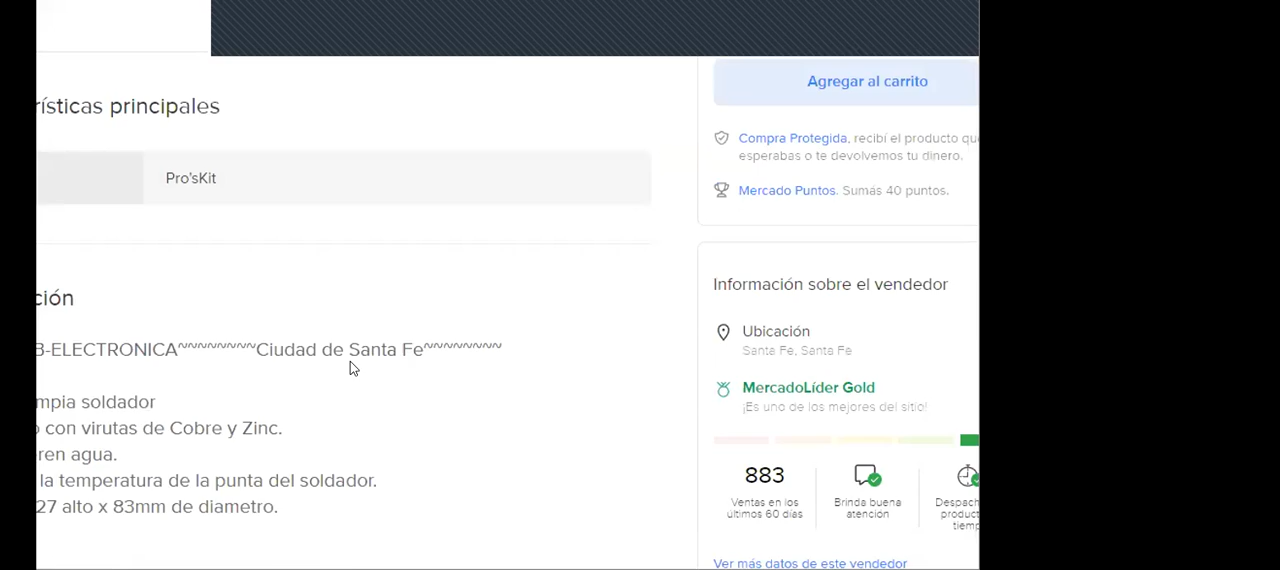 rísticas principales
Pro'sKit
ción
B-ELECTRONICA~~~~~~~~Ciudad de Santa Fe~~~~~~~~
mpia soldador
o con virutas de Cobre y Zinc.
ren agua.
la temperatura de la punta del soldador.
27 alto x 83mm de diametro.
Agregar al carrito
Compra Protegida, recibí el producto que
esperabas o te devolvemos tu dinero.
Mercado Puntos. Sumas 40 puntos.
Información sobre el vendedor
Ubicación
Santa Fe, Santa Fe
MercadoLíder Gold
¡Es uno de los mejores del sitio!
883
Ventas en los
últimos 60 días
Brinda buena
atención
Despach
product
tiemp
Ver más datos de este vendedor